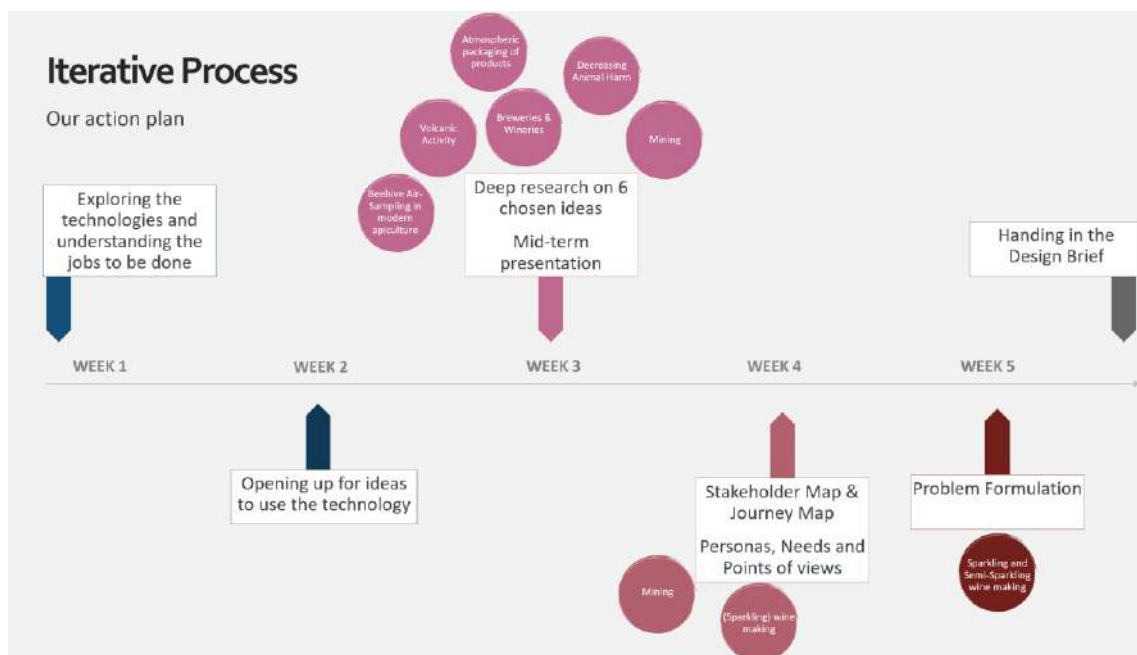 Iterative Process
Our action plan
Atmospheric
packaging of
products
Decreasing
Animal Harm
Volcanic
Activity
Breweries &
Wineries
Mining
Beehive Air-
Sampling in
modern
apiculture
Exploring the
technologies and
understanding the
jobs to be done
Deep research on 6
chosen ideas
Mid-term
presentation
Handing in the
Design Brief
WEEK 1
WEEK 2
WEEK 3
WEEK 4
WEEK 5
Opening up for ideas
to use the technology
Stakeholder Map &
Journey Map
Personas, Needs and
Points of views
Problem Formulation
Mining
(Sparkling) wine
making
Sparkling and
Semi-Sparkling
wine making